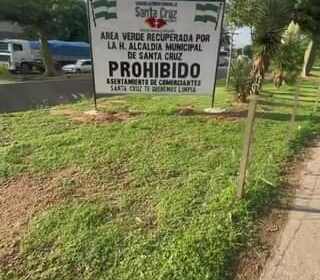 Santa Cruz
AREA VERDE RECUPERADA POR
LA H. ALCALDIA MUNICIPAL
DE SANTA CRUZ
PROHIBIDO
ASENTAMIENTO DE COMERCIANTES
SANTA CRUZ TE QUEREMOS LIMPIA